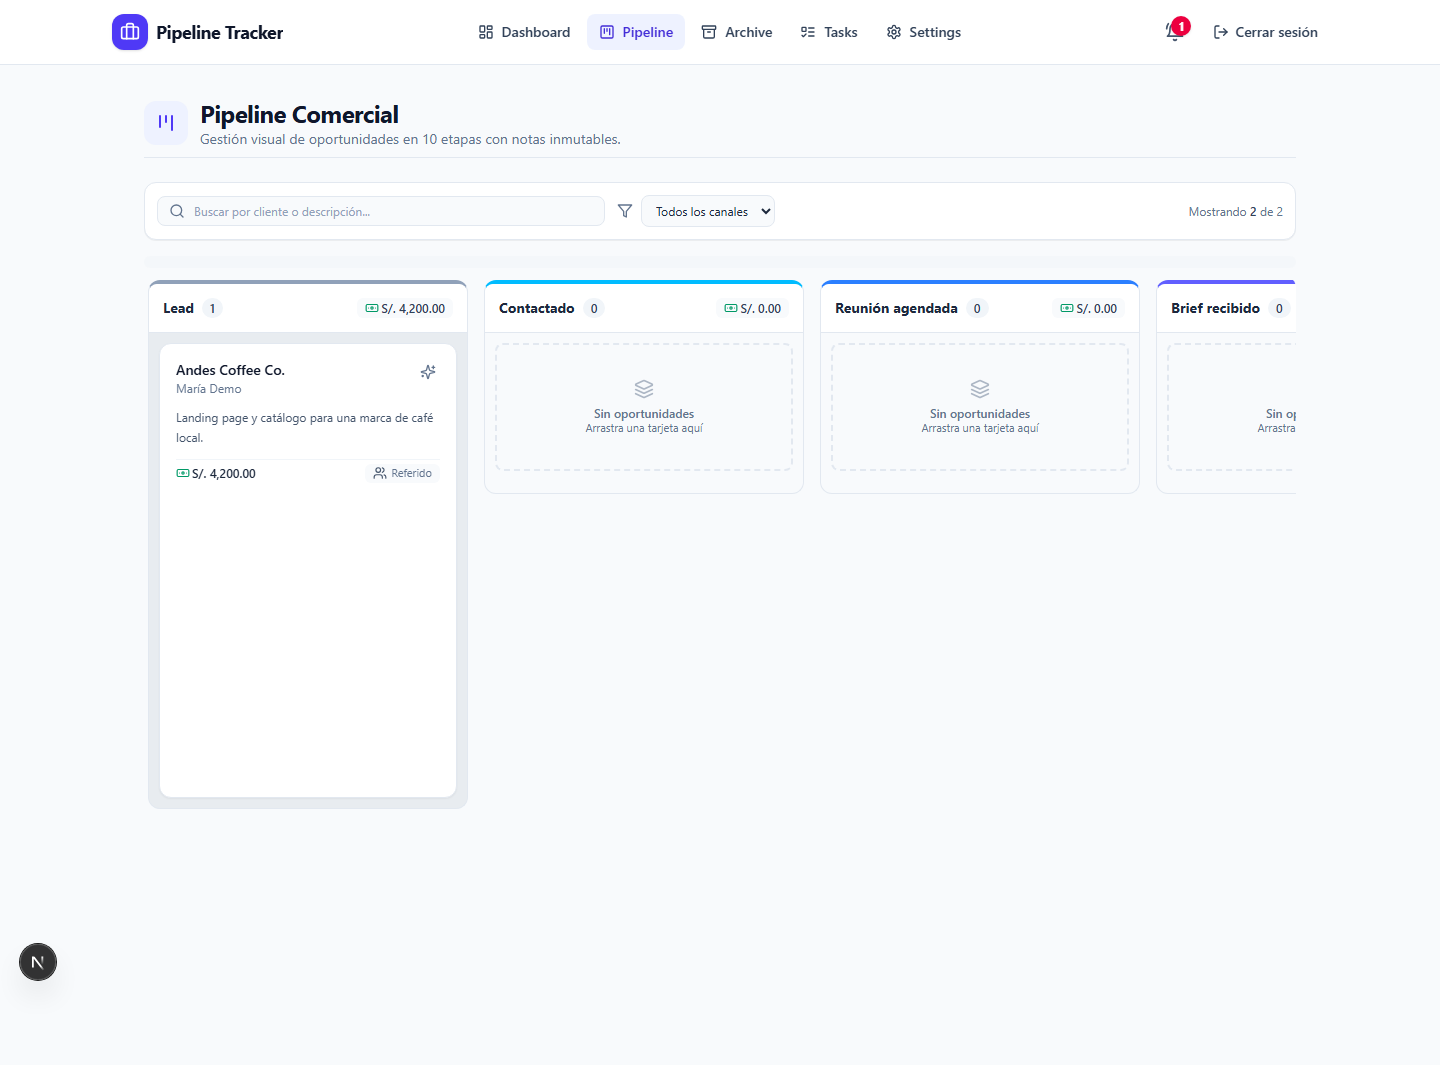 Pipeline Tracker
Dashboard
Pipeline
Archive
Tasks
Settings
1
Cerrar sesión
Pipeline Comercial
Gestión visual de oportunidades en 10 etapas con notas inmutables.
Buscar por cliente o descripción...
Todos los canales
Mostrando 2 de 2
Lead 1 S/. 4,200.00
Andes Coffee Co.
María Demo
Landing page y catálogo para una marca de café
local.
S/. 4,200.00
Referido
Contactado 0 S/. 0.00
Sin oportunidades
Arrastra una tarjeta aquí
Reunión agendada 0 S/. 0.00
Sin oportunidades
Arrastra una tarjeta aquí
Brief recibido 0
Sin
Arrastra
N